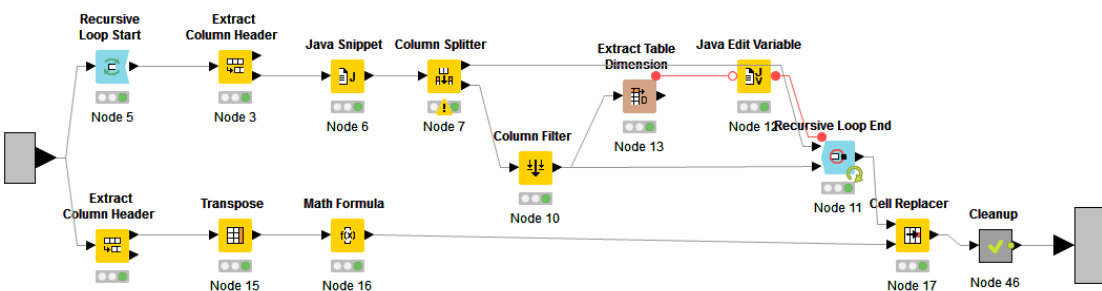 Recursive
Loop Start
Node 5
Extract
Column Header
Node 3
Java Snippet
Node 6
Column Splitter
Node 7
Column Filter
Node 10
Extract Table
Dimension
Node 13
Java Edit Variable
Node 12
Recursive Loop End
Node 11
Extract
Column Header
Transpose
Node 15
Math Formula
f(x)
Node 16
Cell Replacer
Node 17
Cleanup
Node 46